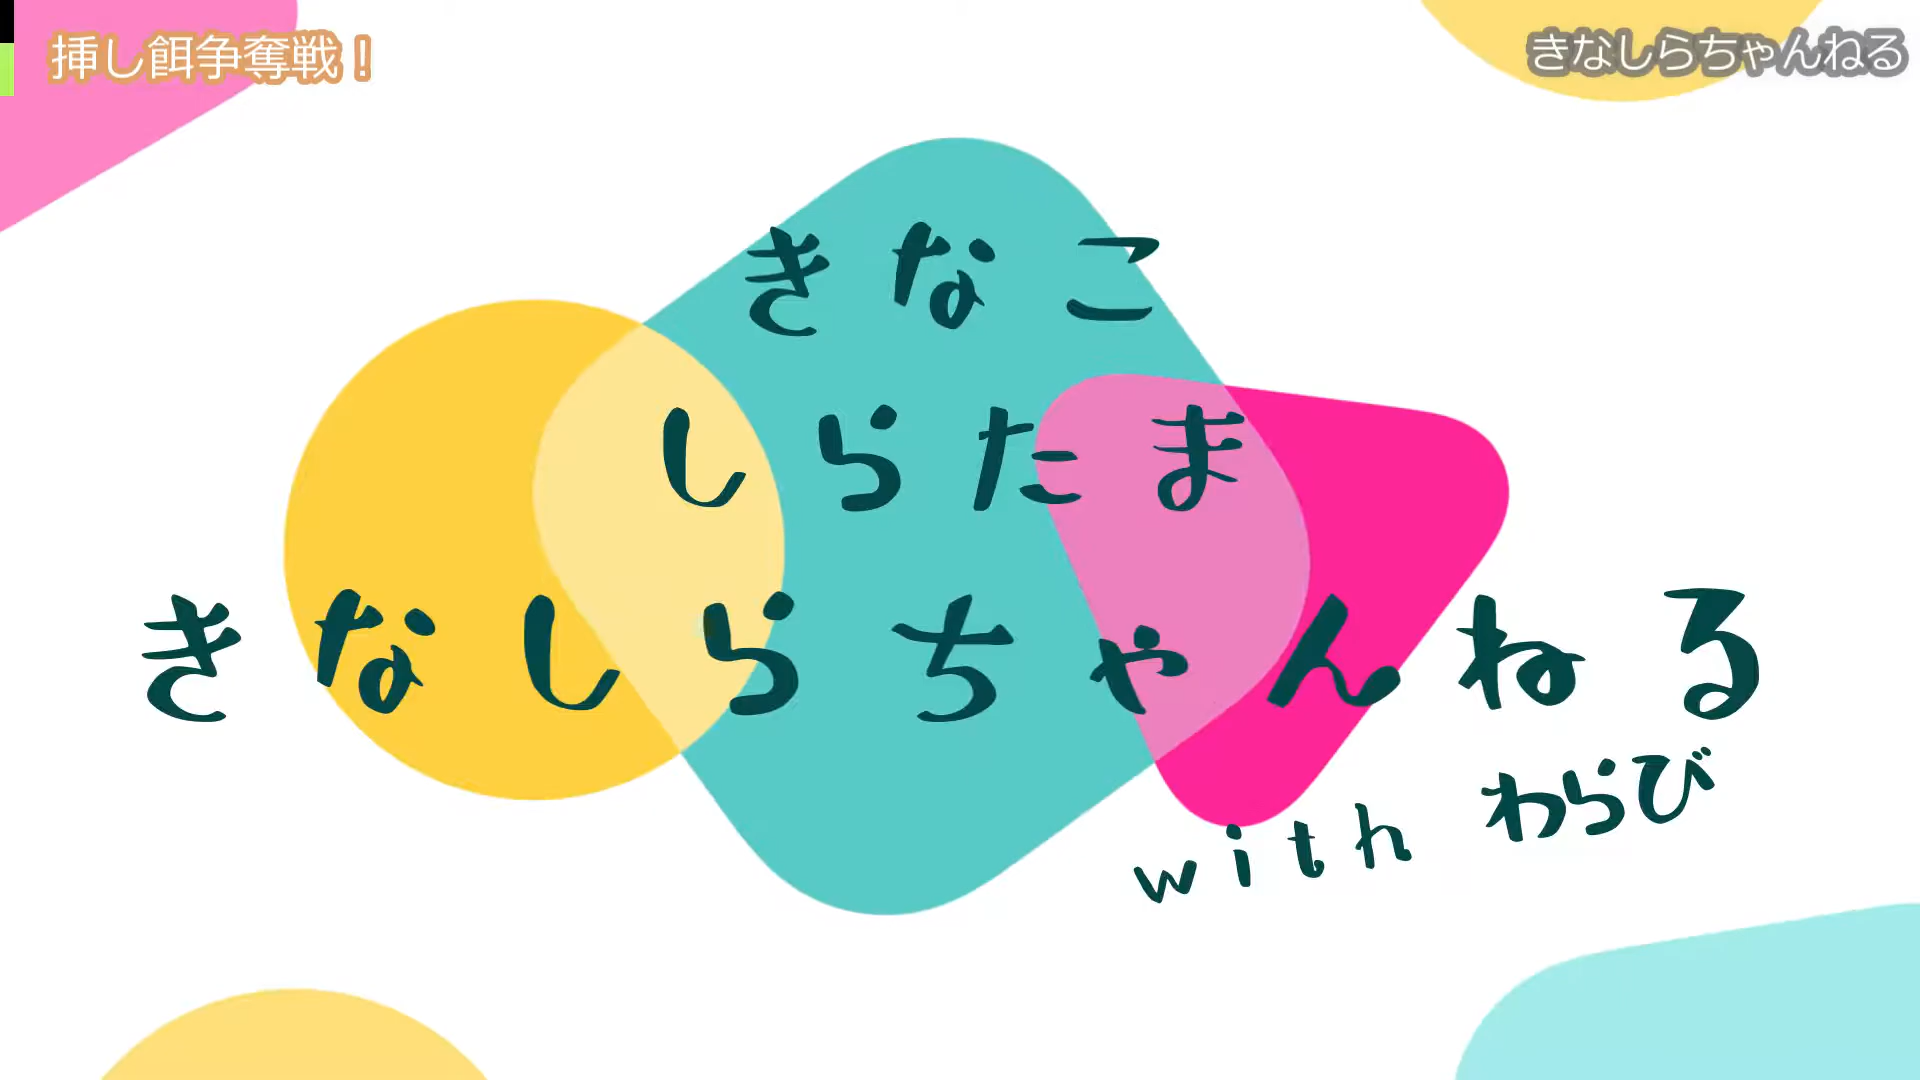 挿し餌争奪戦！
きなしらちゃんねる
きなこ
しらたま
きなしらちゃんねる
with わらび